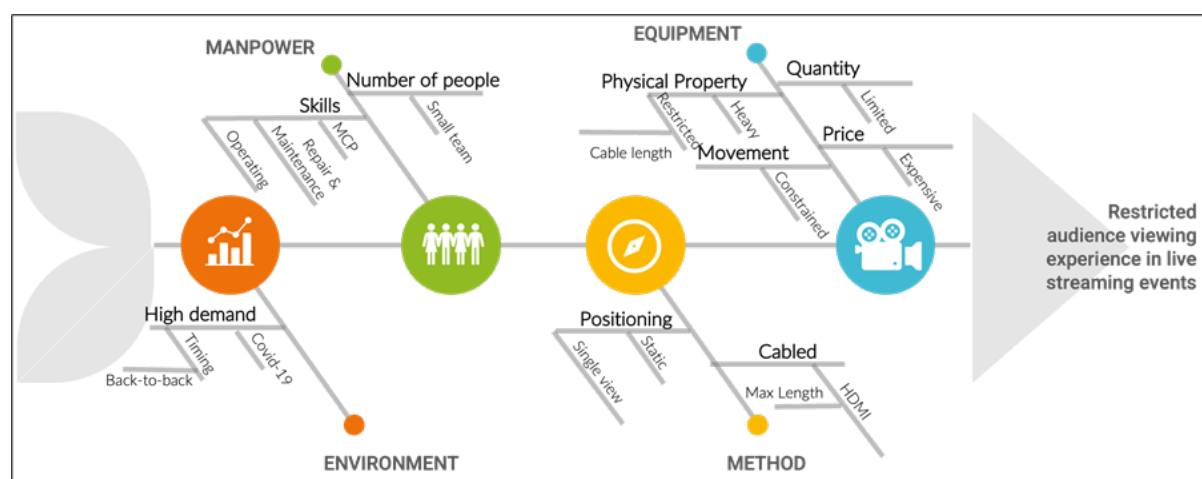 MANPOWER
Number of people
Small team
Skills
Operating
Maintenance
Repair &
MCP
EQUIPMENT
Quantity
Limited
Physical Property
Restricted
Heavy
Cable length
Price
Expensive
Movement
Constrained
Restricted
audience viewing
experience in live
streaming events
High demand
Timing
Covid-19
Back-to-back
ENVIRONMENT
Positioning
Single view
Static
Cabled
HDMI
Max Length
METHOD